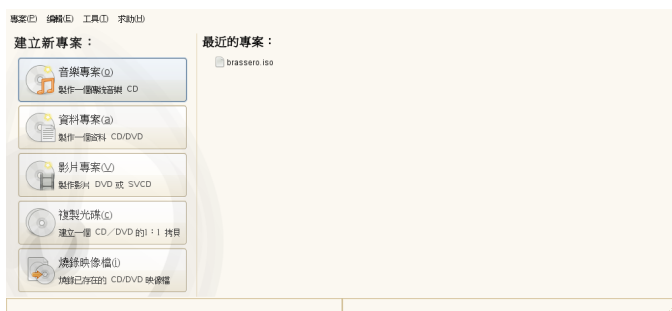 專案(P) 編輯(E) 工具(T) 求助(H)
建立新專案：
音樂專案(o)
製作一個傳統音樂 CD
資料專案(a)
製作一個資料 CD/DVD
影片專案(V)
製作影片 DVD 或 SVCD
複製光碟(c)
建立一個 CD／DVD 的1：1 拷貝
燒錄映像檔(i)
燒錄已存在的 CD/DVD 映像檔
最近的專案：
brassero.iso